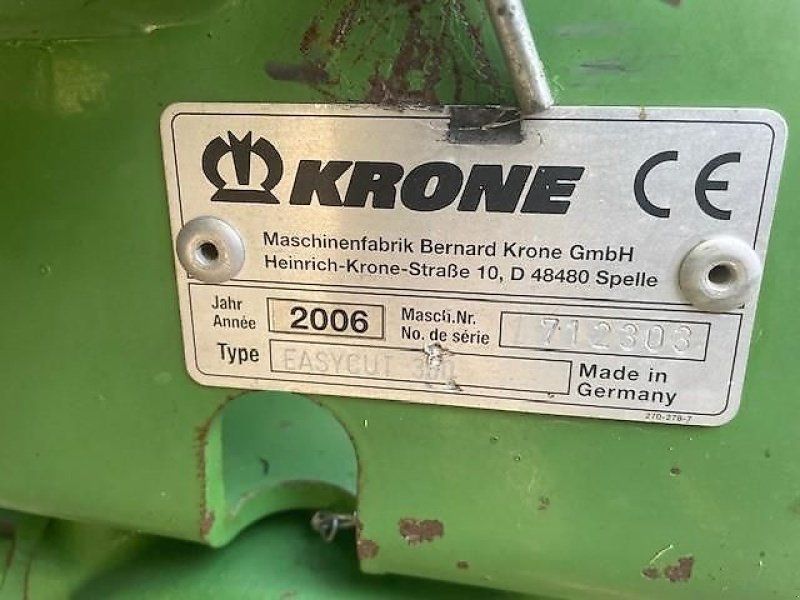 KRONE CE
Maschinenfabrik Bernard Krone GmbH
Heinrich-Krone-Straße 10, D 48480 Spelle
Jahr
Année
2006
Masch.Nr.
No. de série
712303
Type
EASYCUT
Made in
Germany
270-278-7